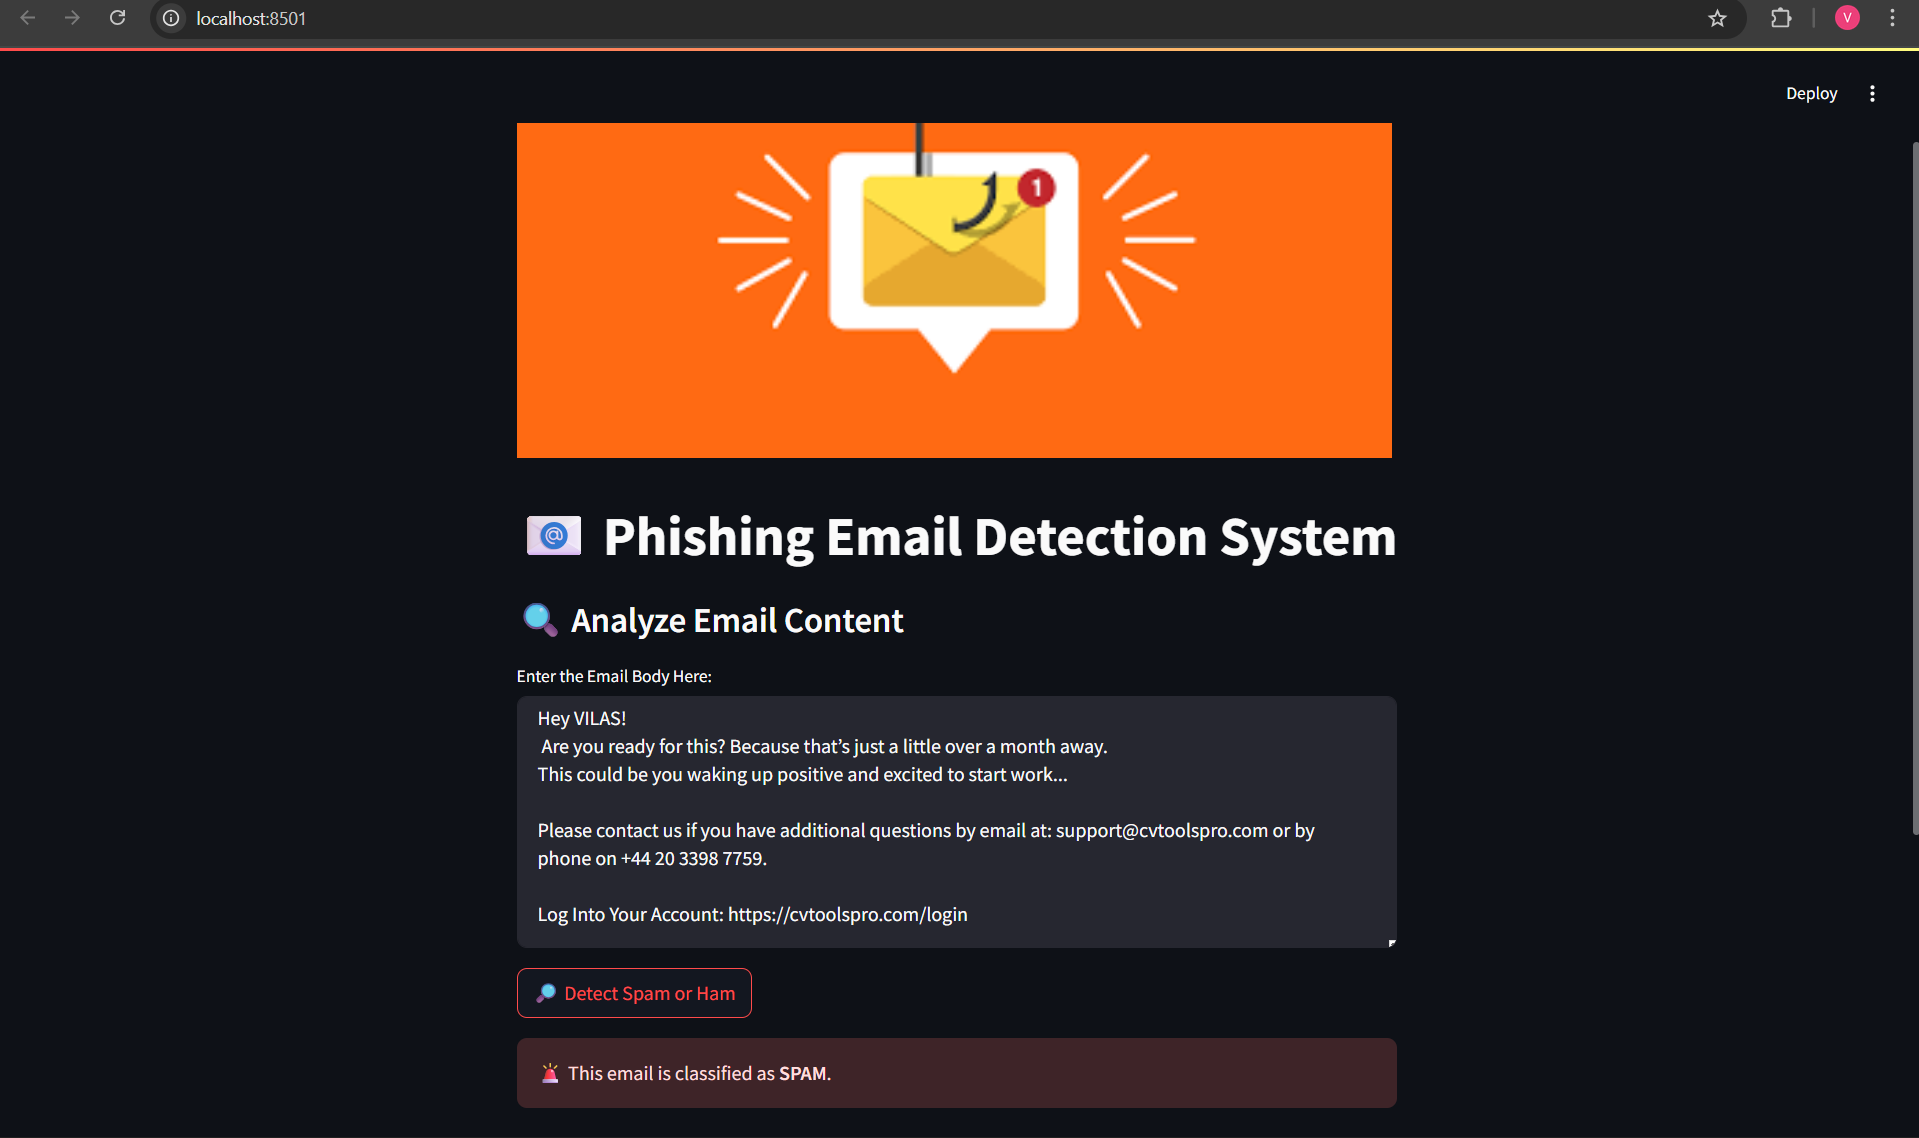 localhost:8501
V
Deploy
1
@
Phishing Email Detection System
Analyze Email Content
Enter the Email Body Here:
Hey VILAS!
Are you ready for this? Because that’s just a little over a month away.
This could be you waking up positive and excited to start work...
Please contact us if you have additional questions by email at: support@cvtoolspro.com or by
phone on +44 20 3398 7759.
Log Into Your Account: https://cvtoolspro.com/login
Detect Spam or Ham
This email is classified as SPAM.